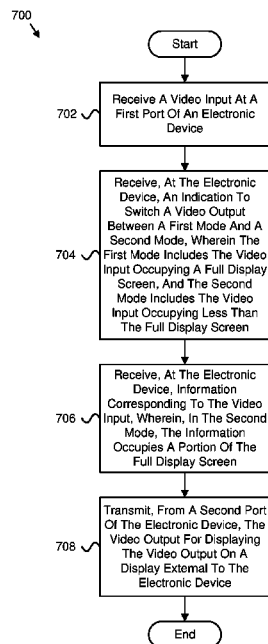 700
Start
702
Receive A Video Input At A
First Port Of An Electronic
Device
704
Receive, At The Electronic
Device, An Indication To
Switch A Video Output
Between A First Mode And A
Second Mode, Wherein The
First Mode Includes The Video
Input Occupying A Full Display
Screen, And The Second
Mode Includes The Video
Input Occupying Less Than
The Full Display Screen
706
Receive, At The Electronic
Device, Information
Corresponding To The Video
Input, Wherein, In The Second
Mode, The Information
Occupies A Portion Of The
Full Display Screen
708
Transmit, From A Second Port
Of The Electronic Device, The
Video Output For Displaying
The Video Output On A
Display External To The
Electronic Device
End